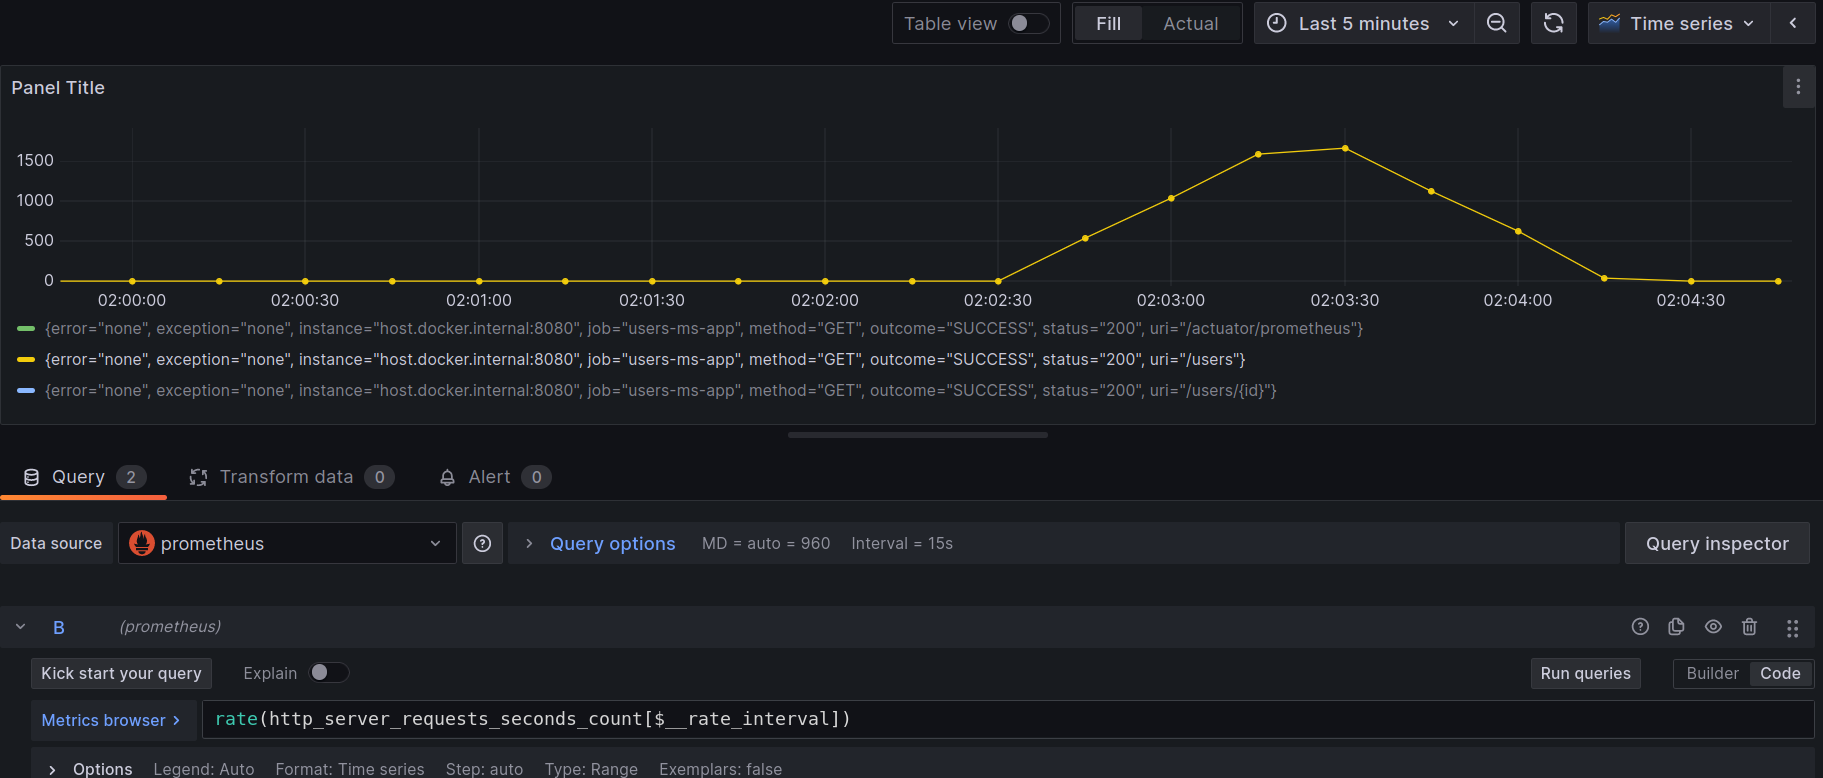 Table view Fill Actual Last 5 minutes Time series
Panel Title
1500
1000
500
0
02:00:00 02:00:30 02:01:00 02:01:30 02:02:00 02:02:30 02:03:00 02:03:30 02:04:00 02:04:30
{error="none", exception="none", instance="host.docker.internal:8080", job="users-ms-app", method="GET", outcome="SUCCESS", status="200", uri="/actuator/prometheus"}
{error="none", exception="none", instance="host.docker.internal:8080", job="users-ms-app", method="GET", outcome="SUCCESS", status="200", uri="/users"}
{error="none", exception="none", instance="host.docker.internal:8080", job="users-ms-app", method="GET", outcome="SUCCESS", status="200", uri="/users/{id}"}
Query 2 Transform data 0 Alert 0
Data source prometheus Query options MD = auto = 960 Interval = 15s Query inspector
B (prometheus)
Kick start your query Explain Run queries Builder Code
Metrics browser > rate(http_server_requests_seconds_count[$__rate_interval])
Options Legend: Auto Format: Time series Step: auto Type: Range Exemplars: false